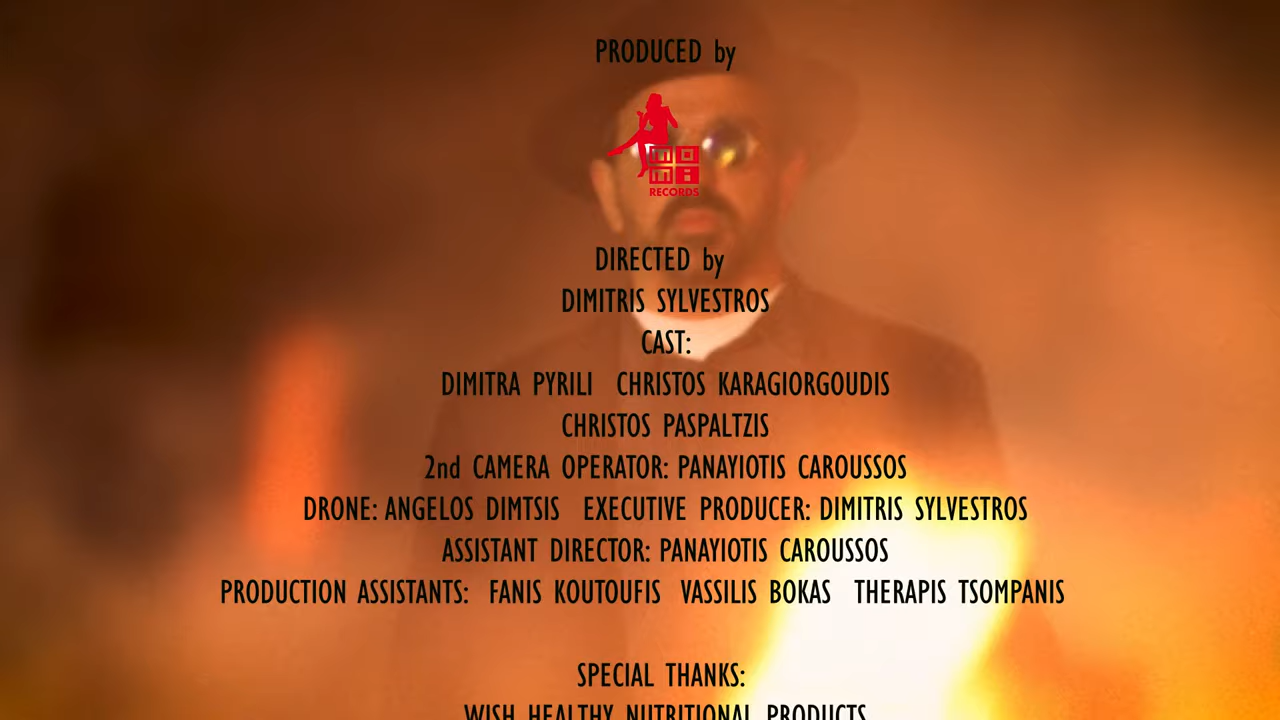 PRODUCED by
MO
MA
RECORDS
DIRECTED by
DIMITRIS SYLVESTROS
CAST:
DIMITRA PYRILI CHRISTOS KARAGIORGOUDIS
CHRISTOS PASPALTZIS
2nd CAMERA OPERATOR: PANAYIOTIS CAROUSSOS
DRONE: ANGELOS DIMTSIS EXECUTIVE PRODUCER: DIMITRIS SYLVESTROS
ASSISTANT DIRECTOR: PANAYIOTIS CAROUSSOS
PRODUCTION ASSISTANTS: FANIS KOUTOUFIS VASSILIS BOKAS THERAPIS TSOMPANIS
SPECIAL THANKS:
WISH HEALTHY NUTRITIONAL PRODUCTS